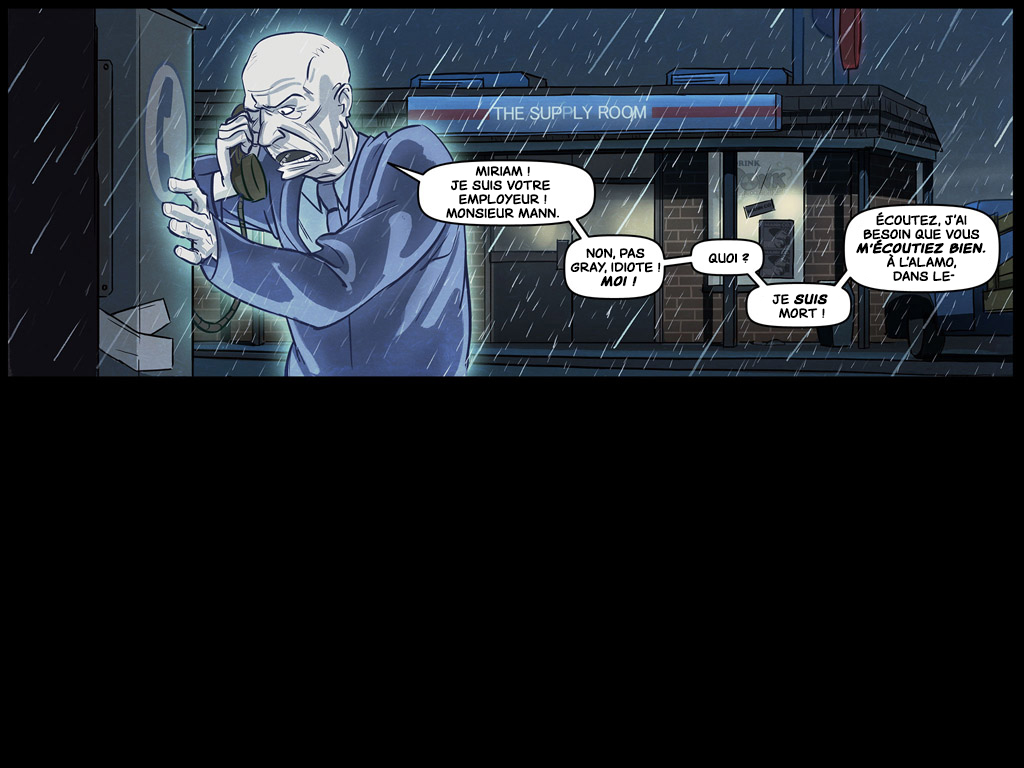 THE SUPPLY ROOM
MIRIAM !
JE SUIS VOTRE
EMPLOYEUR !
MONSIEUR MANN.
NON, PAS
GRAY, IDIOTE !
MOI !
QUOI ?
JE SUIS
MORT !
ÉCOUTEZ, J'AI
BESOIN QUE VOUS
M'ÉCOUTIEZ BIEN.
À L'ALAMO,
DANS LE-